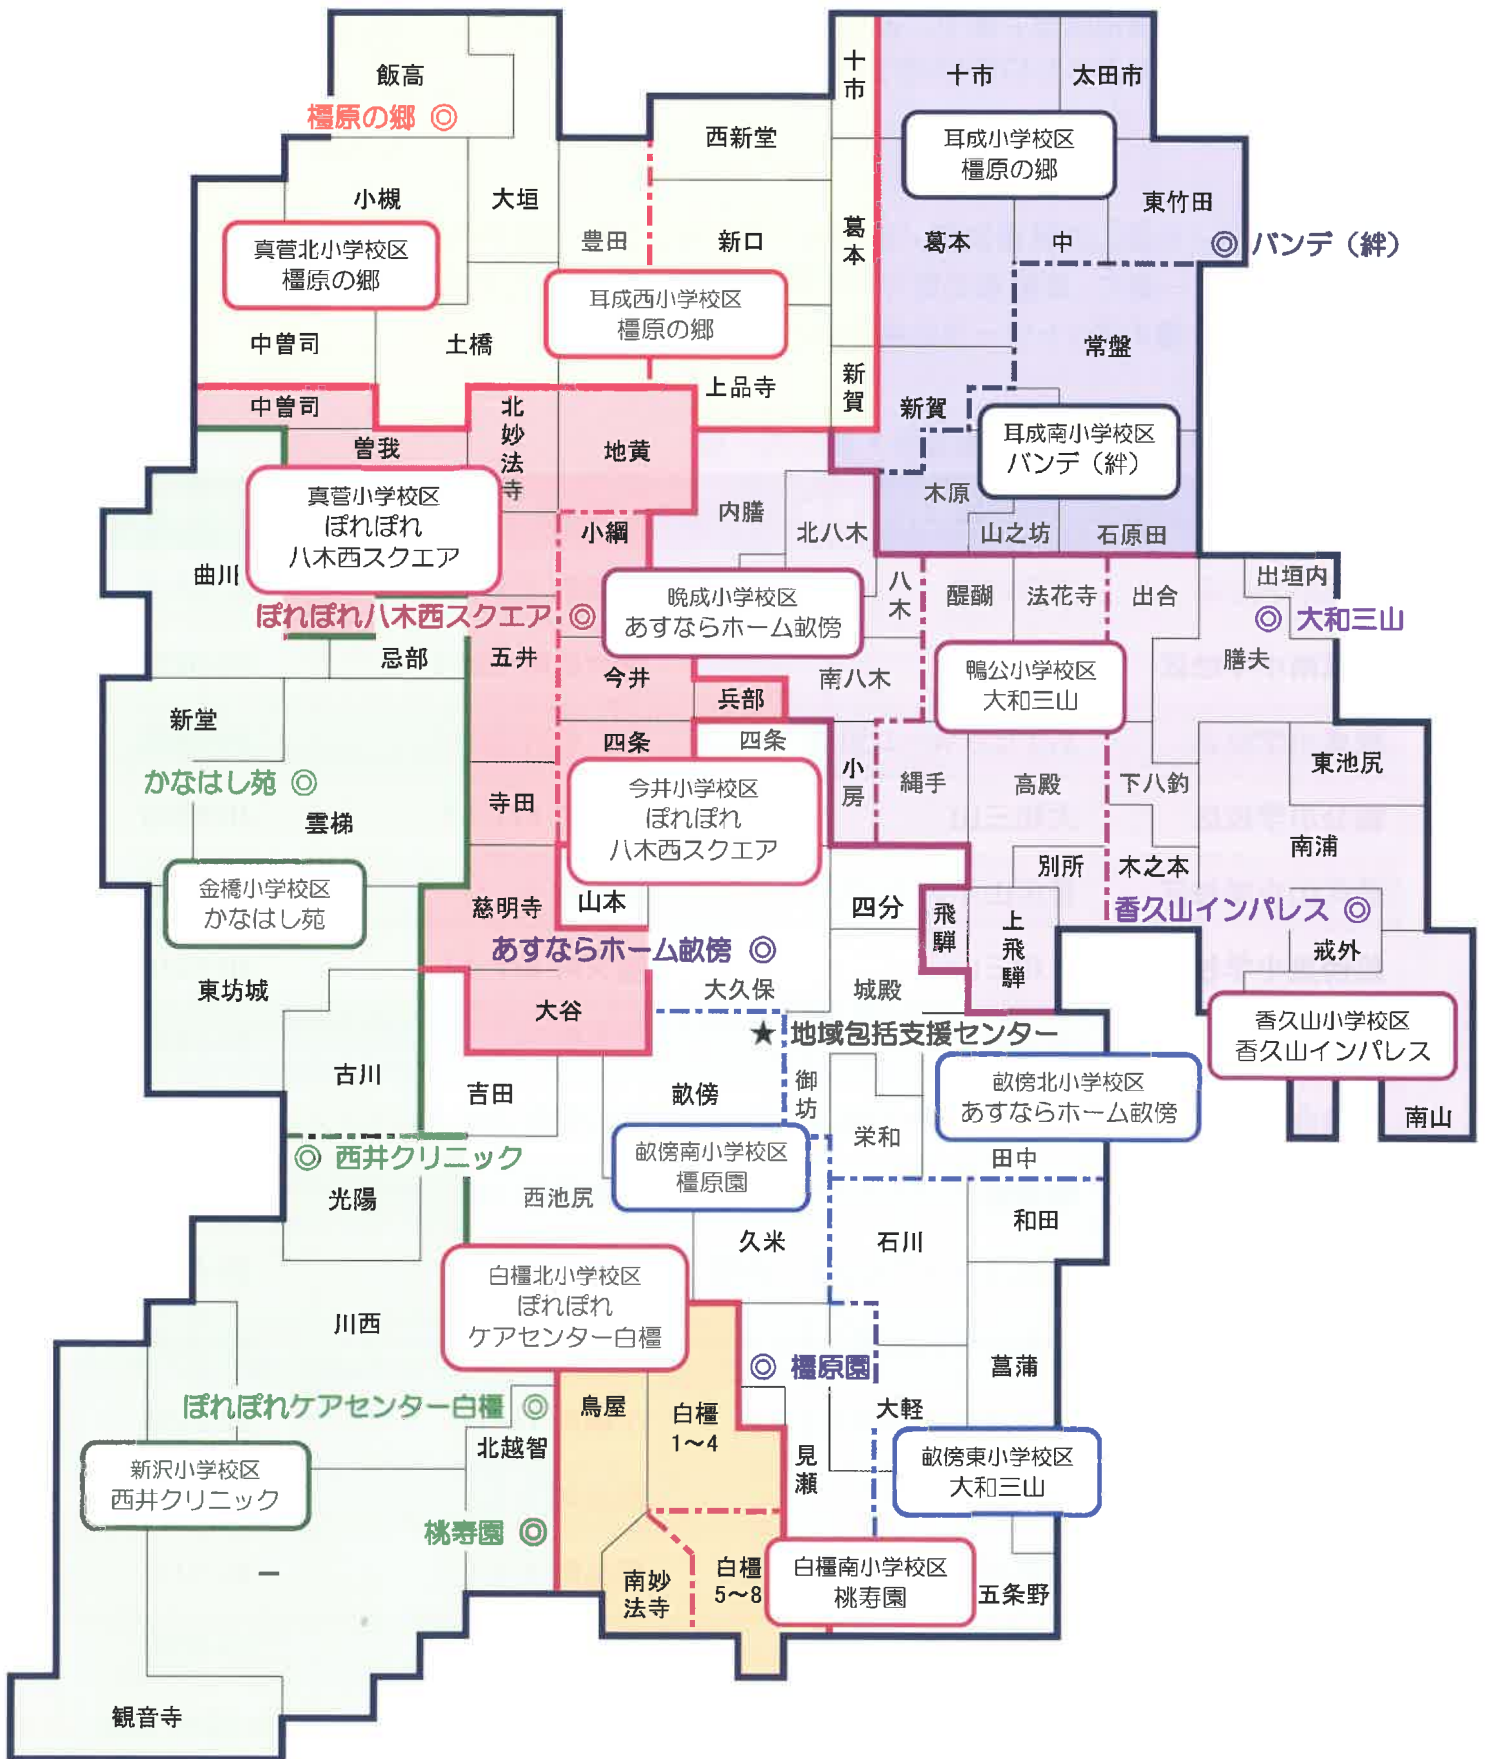 飯高
橿原の郷 ◎
十市
十市
太田市
西新堂
耳成小学校区
橿原の郷
小槻
大垣
豊田
新口
葛本
葛本
中
東竹田
◎ バンデ（絆）
真菅北小学校区
橿原の郷
耳成西小学校区
橿原の郷
中曽司
土橋
上品寺
新賀
新賀
常盤
中曽司
曽我
北妙法寺
地黄
耳成南小学校区
バンデ（絆）
真菅小学校区
ぽれぽれ
八木西スクエア
小綱
内膳
北八木
木原
山之坊
石原田
曲川
ぽれぽれ八木西スクエア ◎
晩成小学校区
あすならホーム畝傍
八木
醍醐
法花寺
出合
出垣内
◎ 大和三山
忌部
五井
今井
兵部
南八木
鴨公小学校区
大和三山
膳夫
新堂
四条
四条
かなはし苑 ◎
雲梯
寺田
今井小学校区
ぽれぽれ
八木西スクエア
小房
縄手
高殿
下八釣
東池尻
南浦
金橋小学校区
かなはし苑
慈明寺
山本
四分
飛騨
上飛騨
別所
木之本
香久山インパレス ◎
あすならホーム畝傍 ◎
戒外
東坊城
大谷
大久保
城殿
★ 地域包括支援センター
香久山小学校区
香久山インパレス
古川
吉田
畝傍
御坊
栄和
畝傍北小学校区
あすならホーム畝傍
南山
◎ 西井クリニック
畝傍南小学校区
橿原園
田中
光陽
西池尻
久米
石川
和田
白橿北小学校区
ぽれぽれ
ケアセンター白橿
川西
◎ 橿原園
菖蒲
ぽれぽれケアセンター白橿 ◎
鳥屋
白橿
1～4
大軽
北越智
見瀬
畝傍東小学校区
大和三山
新沢小学校区
西井クリニック
桃寿園 ◎
一
南妙
法寺
白橿
5～8
白橿南小学校区
桃寿園
五条野
観音寺